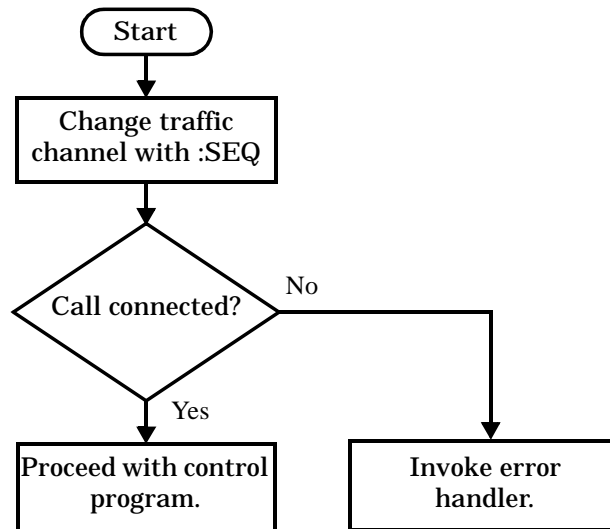 Start
Change traffic
channel with :SEQ
Call connected?
No
Yes
Proceed with control
program.
Invoke error
handler.